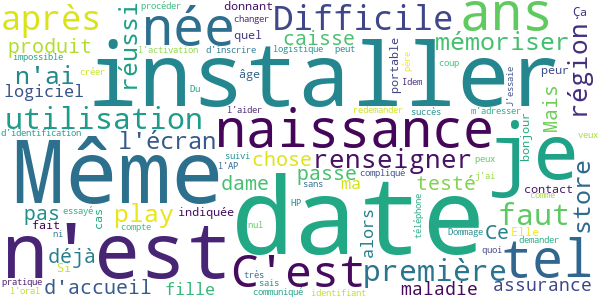 après
née
Difficile
ans
donnant
procéder
changer
quel
Ça
produit
réussi
caisse
mémoriser
région
l'activation
d'inscrire
logistique
peut
impossible
n'ai
installer
portable
Idem
coup
peur
logiciel
créer
Du
âge
père
J'essaie
utilisation
l'aider
redemander
succès
m'adresser
Mais
veux
d'identification
l'écran
naissance
je
bonjour
Même
suivi
l'AP
chose
renseigner
peux
j'ai
sans
passe
compliqué
dame
ma
testé
contact
store
pas
essayé
cas
play
indiquée
date
HP
alors
téléphone
faut
comme
ni
fait
compte
nul
Dommage
Ce
Elle
demander
n'est
déjà
C'est
première
tel
quoi
Si
très
sais
pratique
d'accueil
fille
communiqué
identifiant
maladie
assurance
l'oral